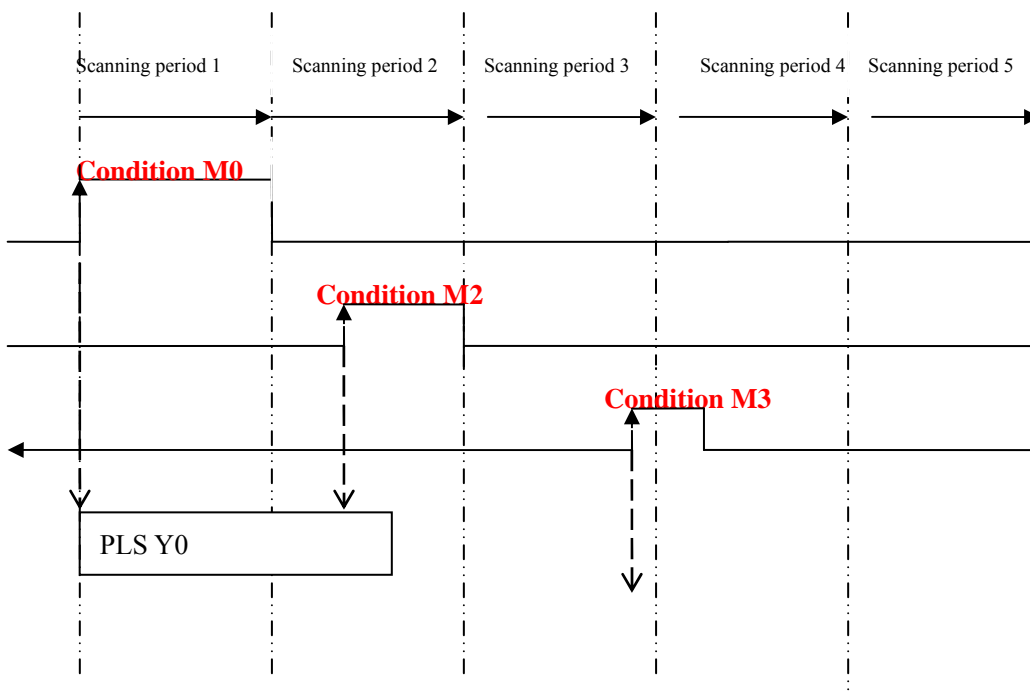 Scanning period 1
Scanning period 2
Scanning period 3
Scanning period 4
Scanning period 5
Condition M0
Condition M2
Condition M3
PLS Y0